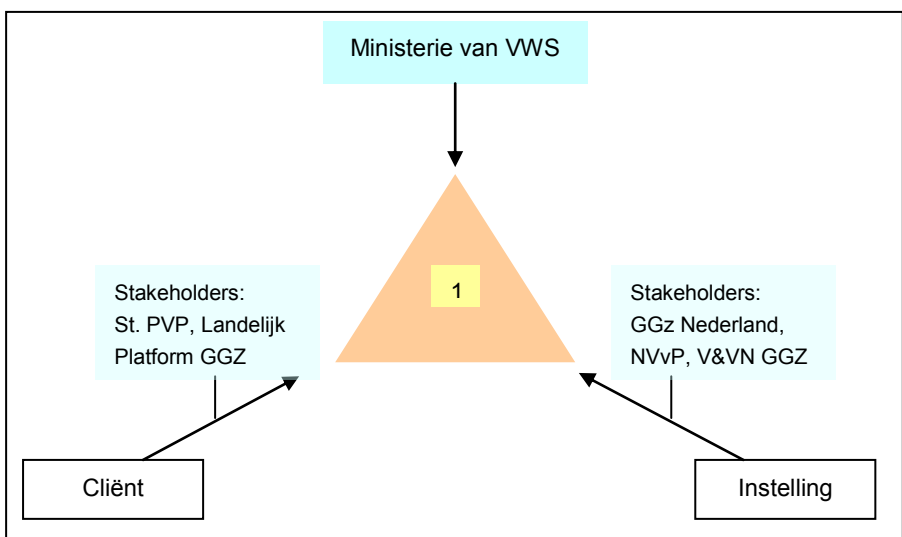 Ministerie van VWS
1
Stakeholders:
St. PVP, Landelijk
Platform GGZ
Stakeholders:
GGz Nederland,
NVvP, V&VN GGZ
Cliënt
Instelling